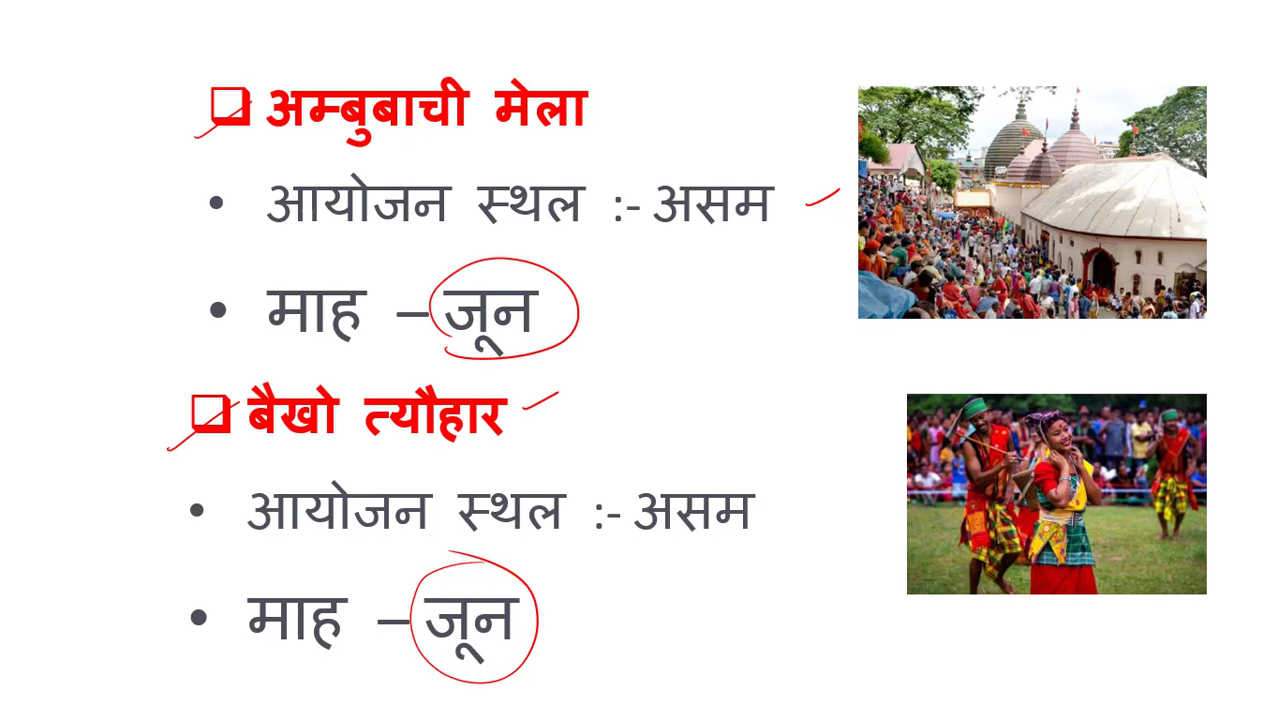 अम्बुबाची मेला
• आयोजन स्थल :- असम
• माह – जून
बैखो त्यौहार
• आयोजन स्थल :- असम
• माह – जून